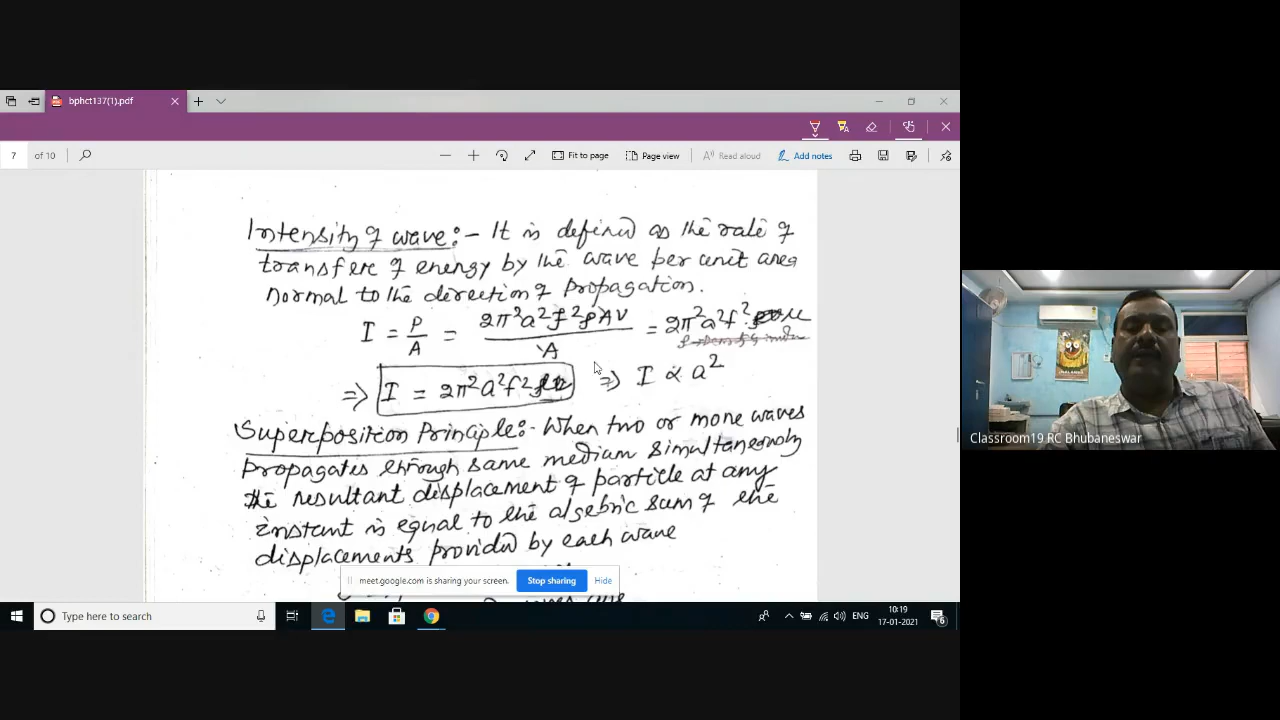 bphct137(1).pdf
7 of 10
Fit to page
Page view
Read aloud
Add notes
Intensity of wave:- It is defined as the rate of
transfer of energy by the wave per unit area
normal to the direction of propagation.
I = P/A = 2π²a²f²ρAV/A = 2π²a²f²
⇒ I = 2π²a²f² ⇒ I ∝ a²
Superposition Principle:- When two or more waves
propagates through same medium simultaneously
the resultant displacement of particle at any
instant is equal to the algebric sum of the
displacements provided by each wave
meet.google.com is sharing your screen.
Stop sharing
Hide
Classroom19 RC Bhubaneswar
Type here to search
ENG
10:19
17-01-2021
6